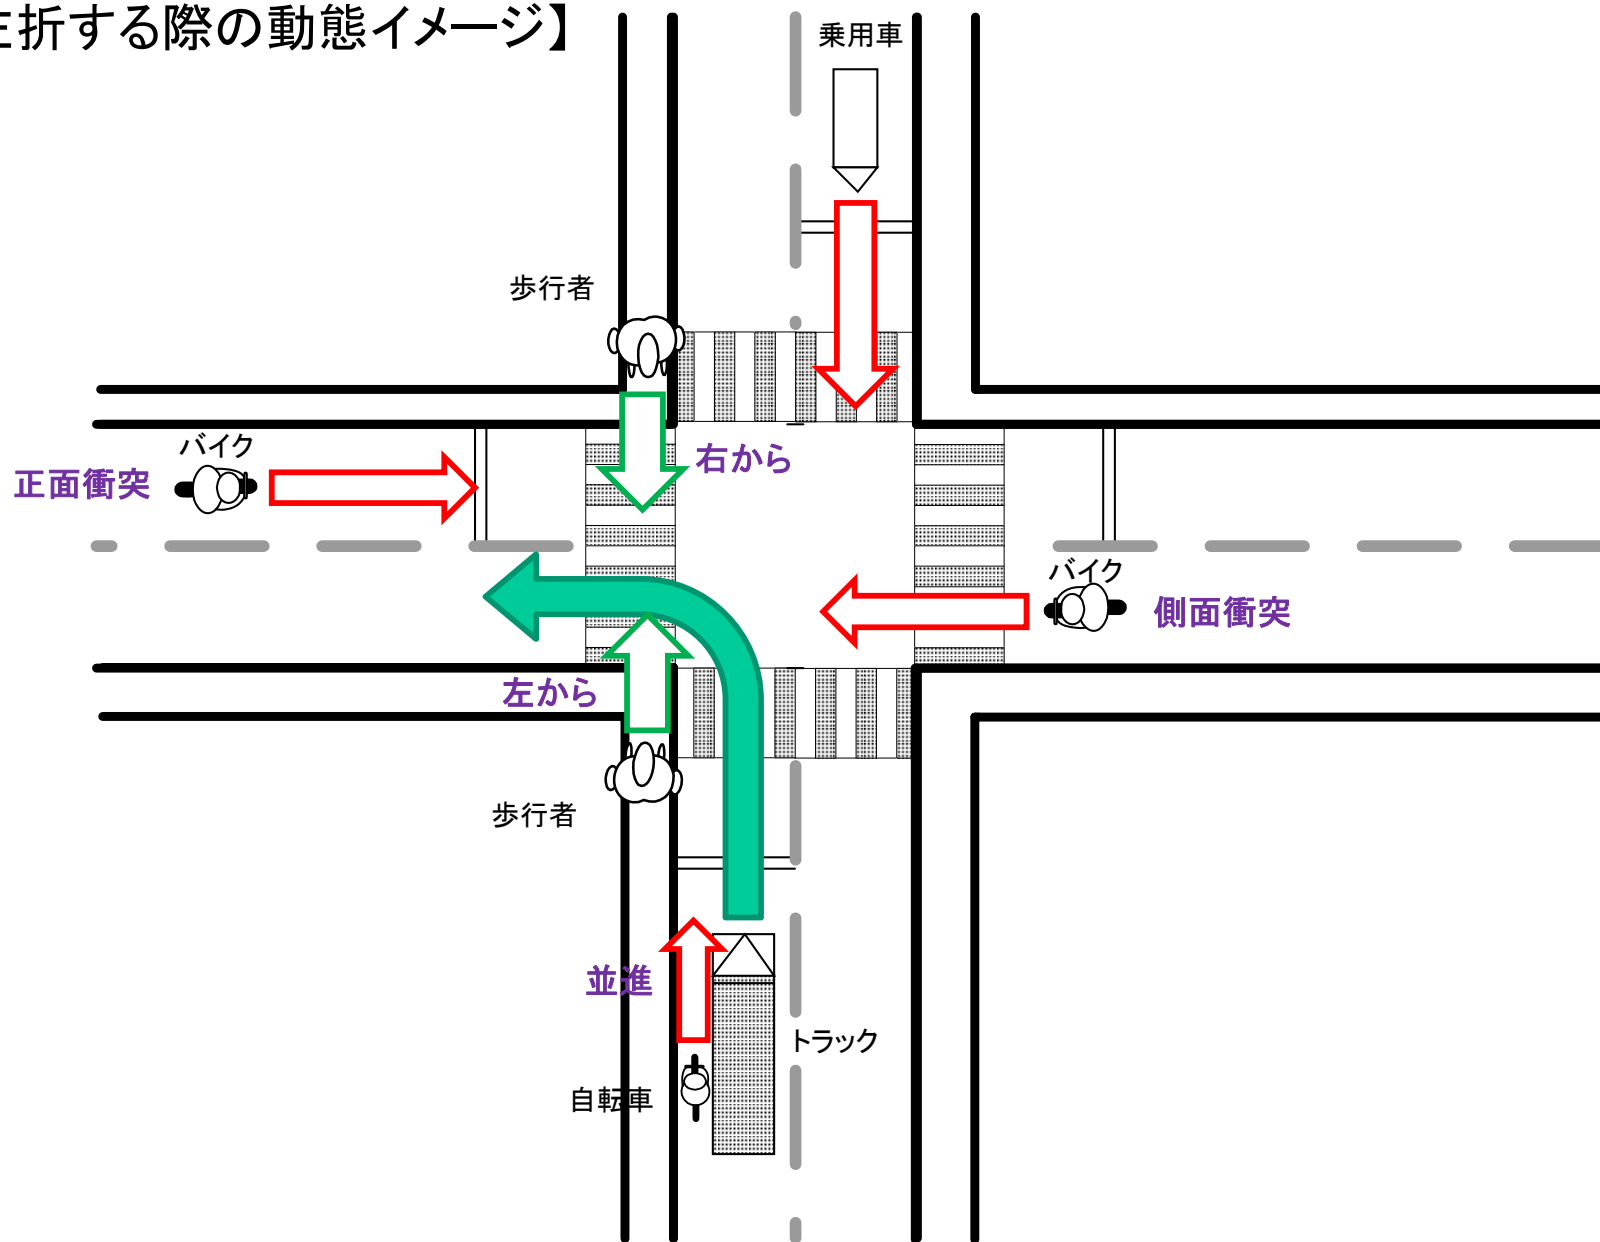 折する際の動態イメージ】
乗用車
歩行者
バイク
右から
正面衝突
バイク
側面衝突
左から
歩行者
並進
トラック
自転車